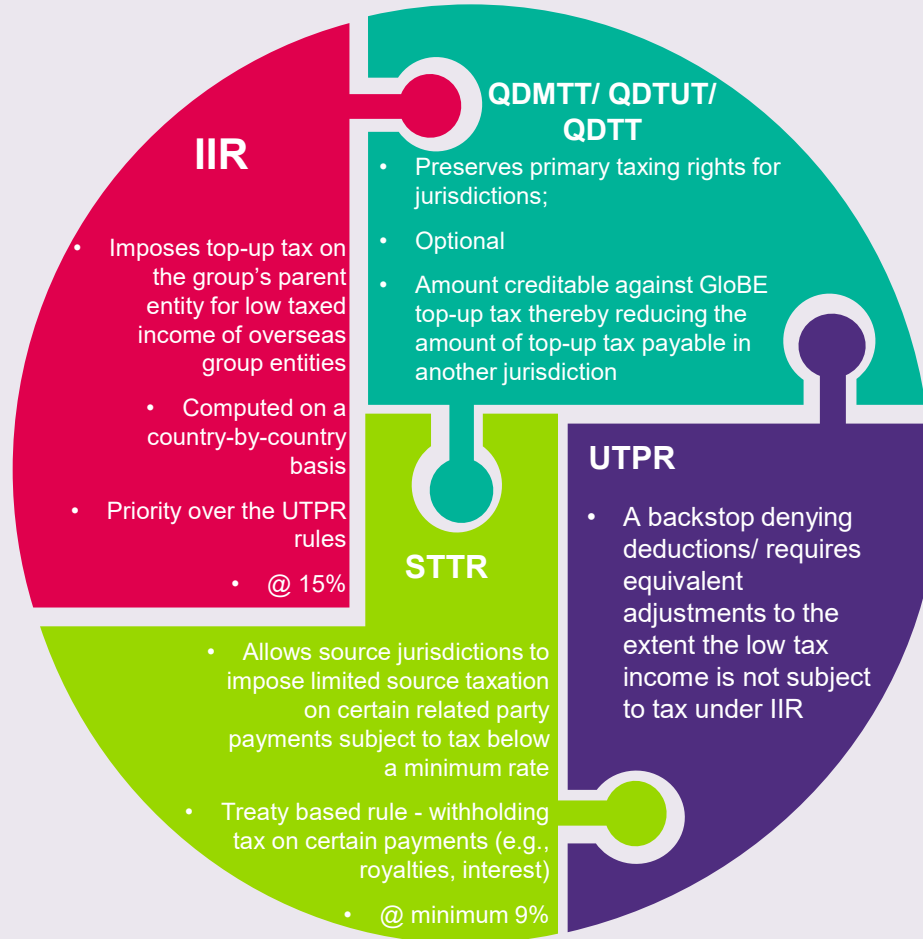 IIR
• Imposes top-up tax on
the group's parent
entity for low taxed
income of overseas
group entities
• Computed on a
country-by-country
basis
• Priority over the UTPR
rules
• @ 15%
QDMTT/ QDTUT/
QDTT
• Preserves primary taxing rights for
jurisdictions;
• Optional
• Amount creditable against GloBE
top-up tax thereby reducing the
amount of top-up tax payable in
another jurisdiction
STTR
• Allows source jurisdictions to
impose limited source taxation
on certain related party
payments subject to tax below
a minimum rate
• Treaty based rule - withholding
tax on certain payments (e.g.,
royalties, interest)
• @ minimum 9%
UTPR
• A backstop denying
deductions/ requires
equivalent
adjustments to the
extent the low tax
income is not subject
to tax under IIR